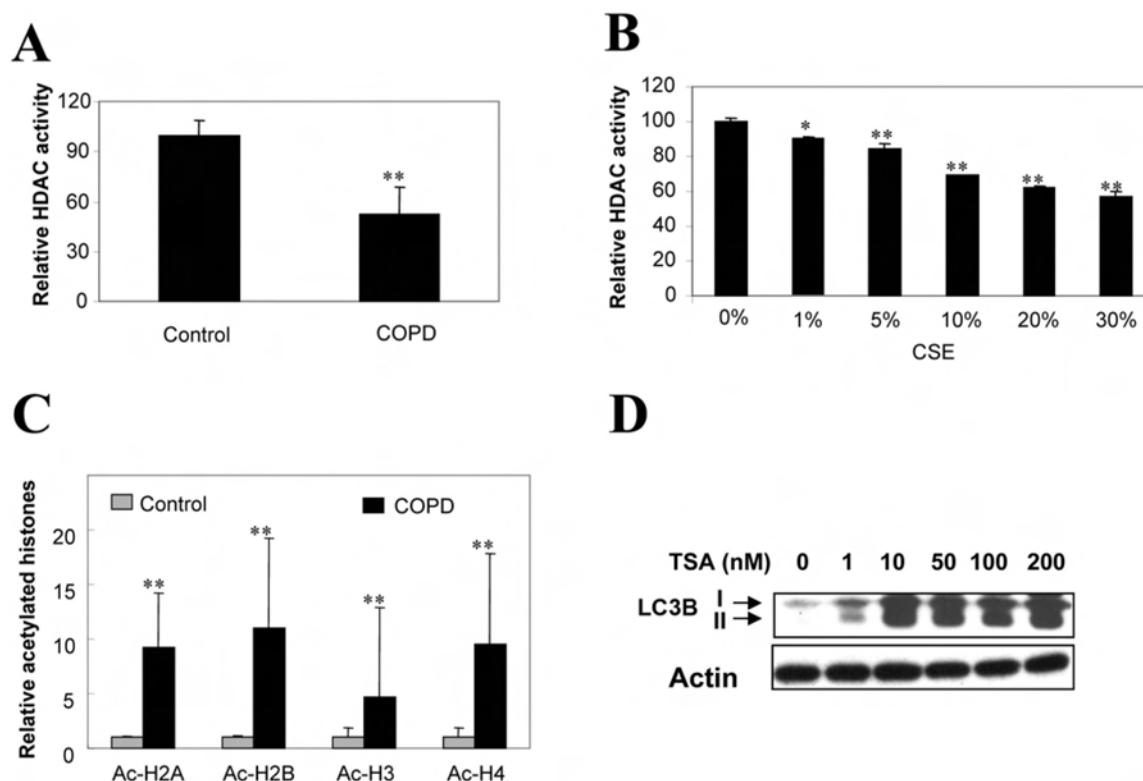 A
Relative HDAC activity
120
90
60
30
0
**
Control
COPD
B
Relative HDAC activity
120
100
80
60
40
20
0
*
**
**
**
**
0% 1% 5% 10% 20% 30%
CSE
C
Relative acetylated histones
20
15
10
5
0
Control
COPD
**
**
**
**
Ac-H2A Ac-H2B Ac-H3 Ac-H4
D
TSA (nM) 0 1 10 50 100 200
LC3B
I
II
Actin